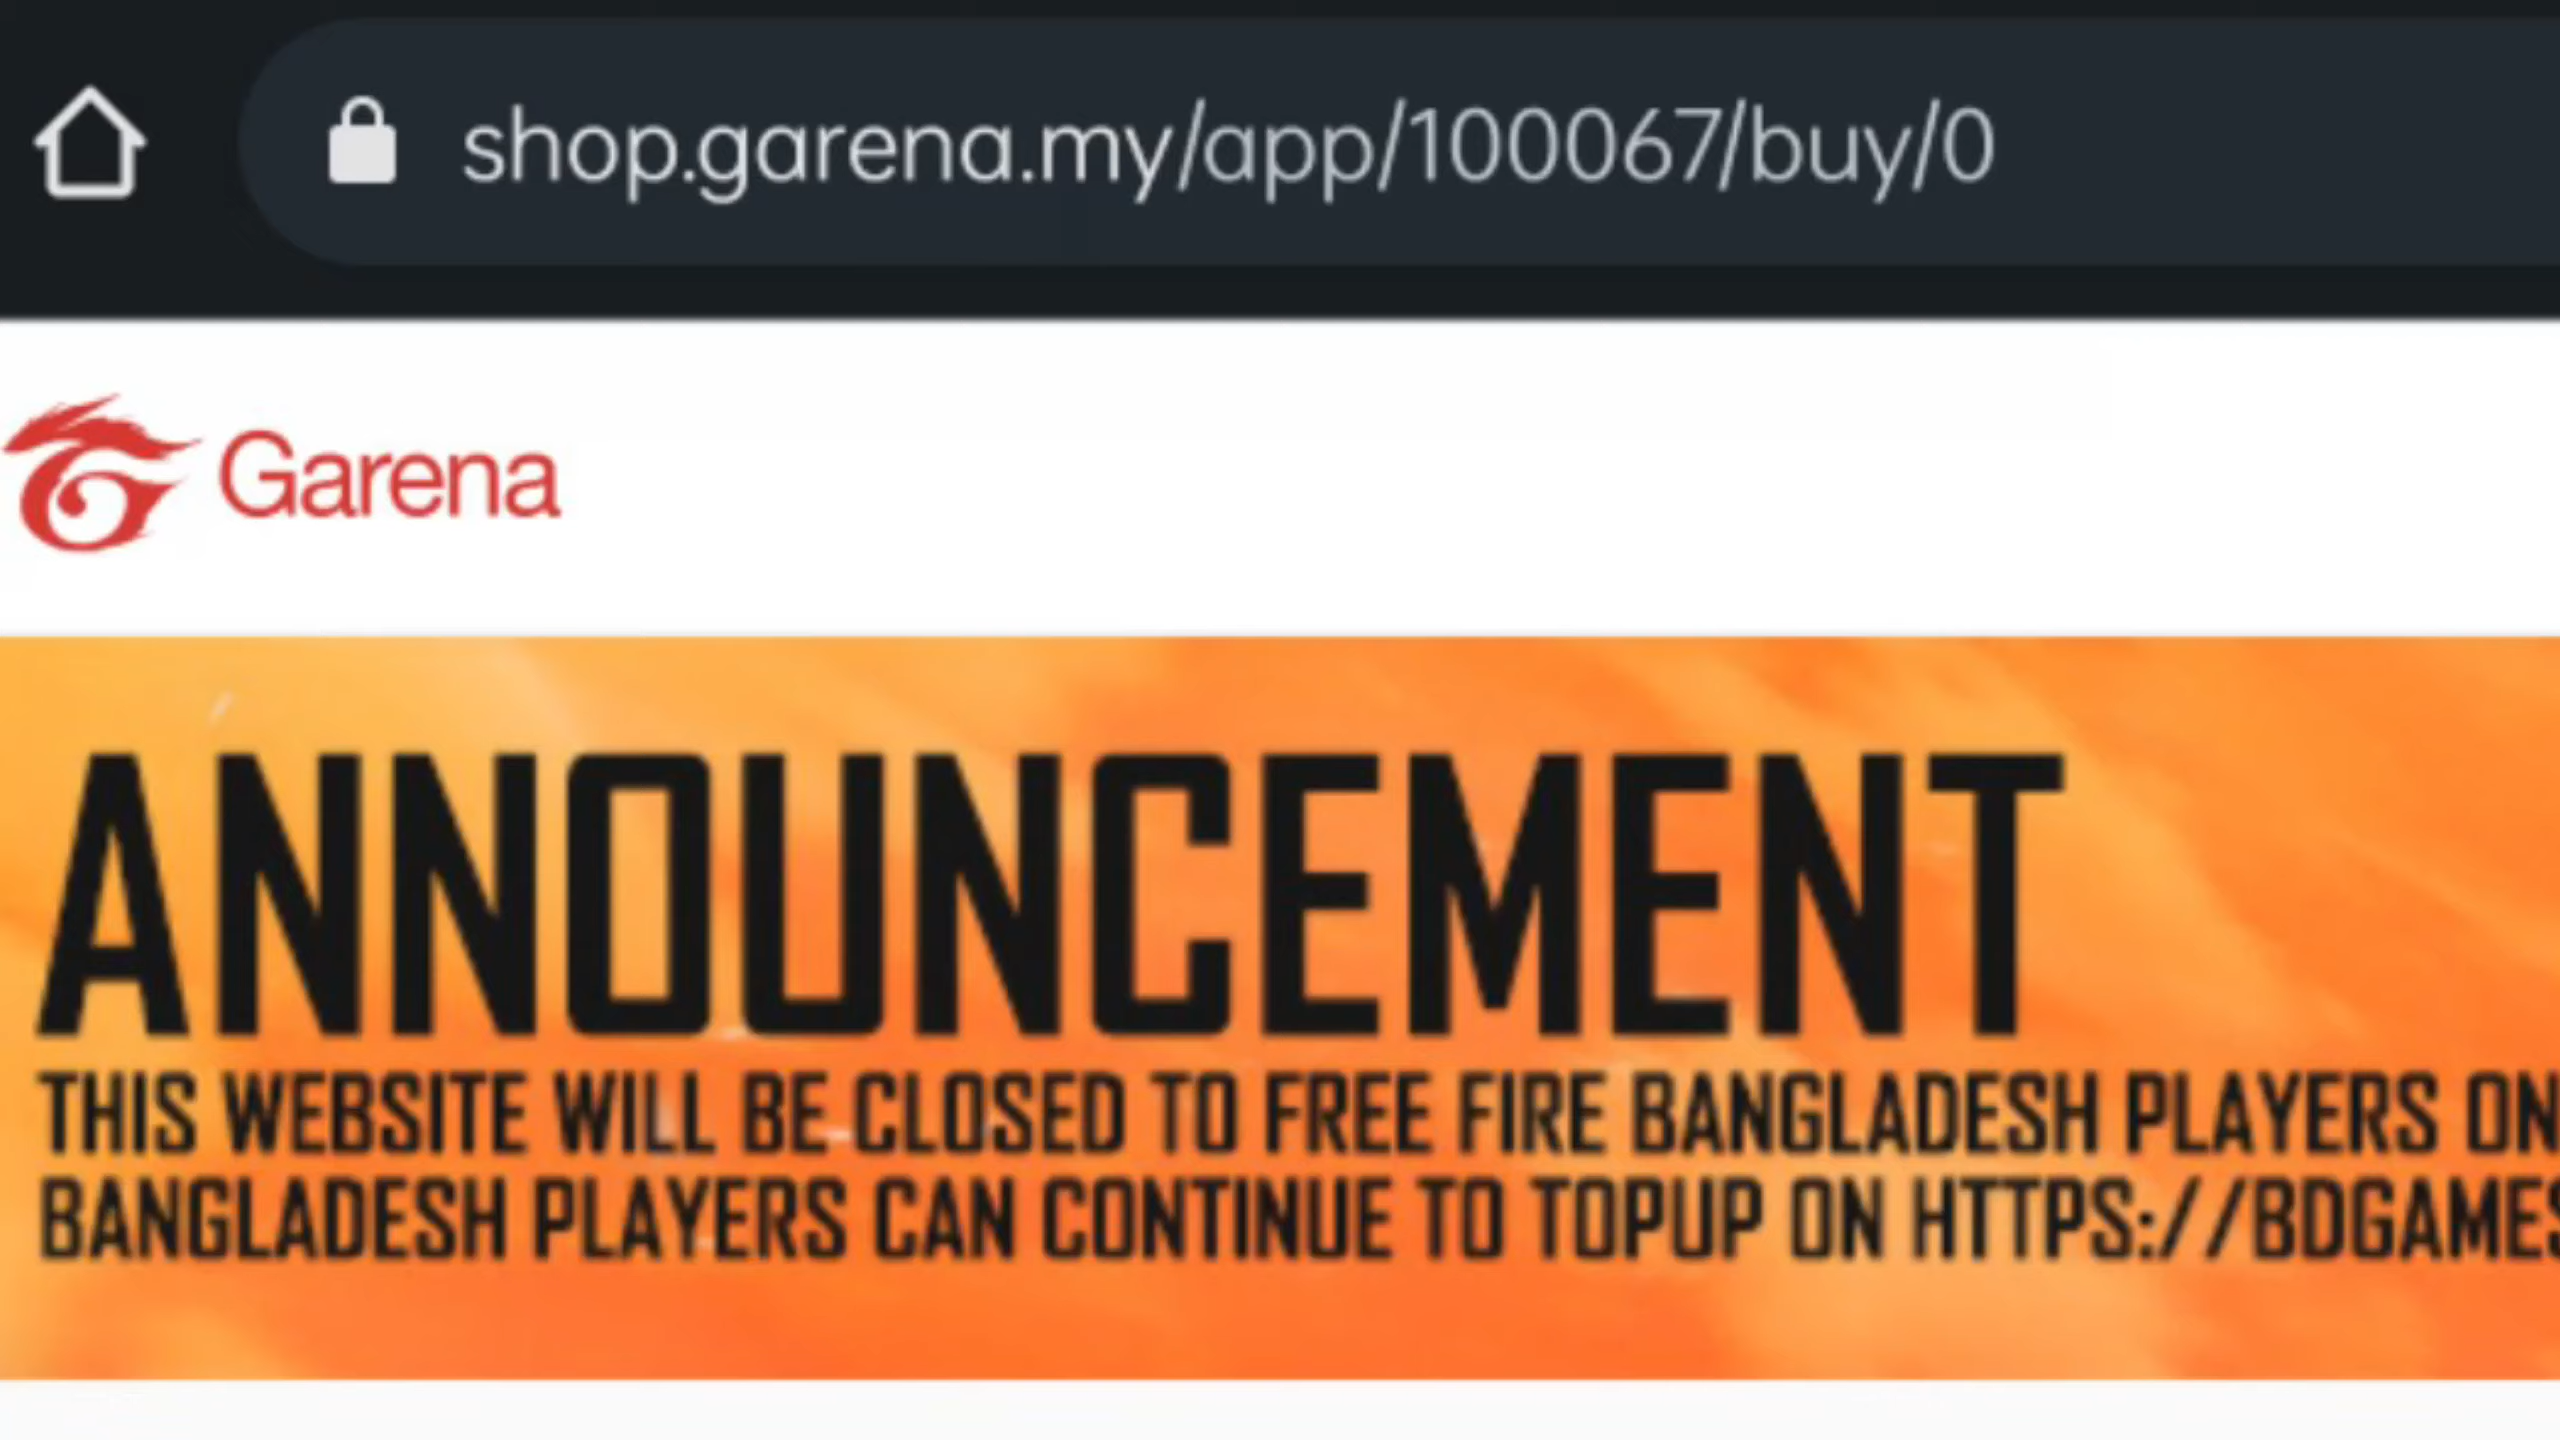 shop.garena.my/app/100067/buy/0
Garena
ANNOUNCEMENT
THIS WEBSITE WILL BE CLOSED TO FREE FIRE BANGLADESH PLAYERS ON
BANGLADESH PLAYERS CAN CONTINUE TO TOPUP ON HTTPS://BDGAMES